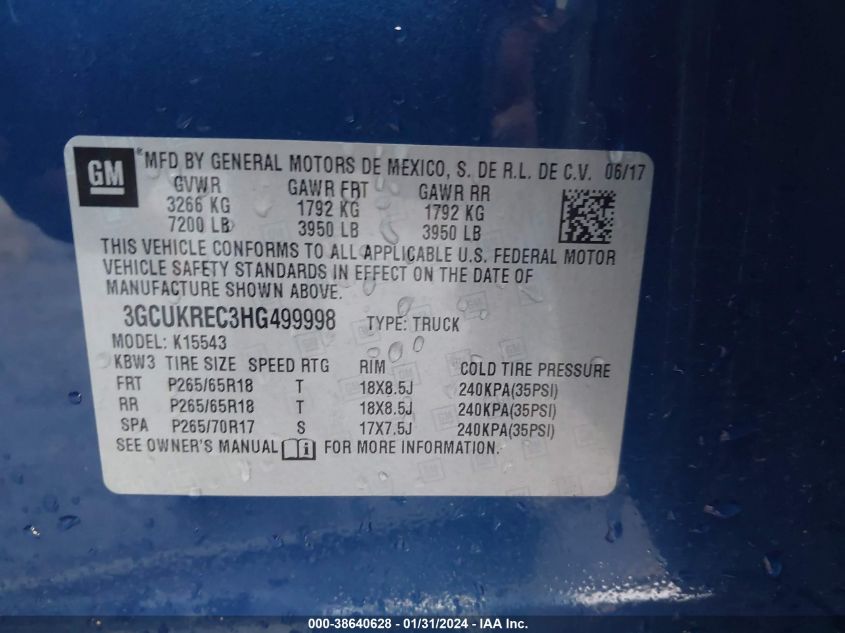 GM
*MFD BY GENERAL MOTORS DE MEXICO, S. DE R.L. DE C.V. 06/17
GVWR GAWR FRT GAWR RR
3266 KG 1792 KG 1792 KG
7200 LB 3950 LB 3950 LB
THIS VEHICLE CONFORMS TO ALL APPLICABLE U.S. FEDERAL MOTOR
VEHICLE SAFETY STANDARDS IN EFFECT ON THE DATE OF
MANUFACTURE SHOWN ABOVE.
3GCUKREC3HG499998 TYPE: TRUCK
MODEL: K15543
KBW3 TIRE SIZE SPEED RTG RIM COLD TIRE PRESSURE
FRT P265/65R18 T 18X8.5J 240KPA(35PSI)
RR P265/65R18 T 18X8.5J 240KPA(35PSI)
SPA P265/70R17 S 17X7.5J 240KPA(35PSI)
SEE OWNER'S MANUAL i FOR MORE INFORMATION.
000-38640628 - 01/31/2024 - IAA Inc.